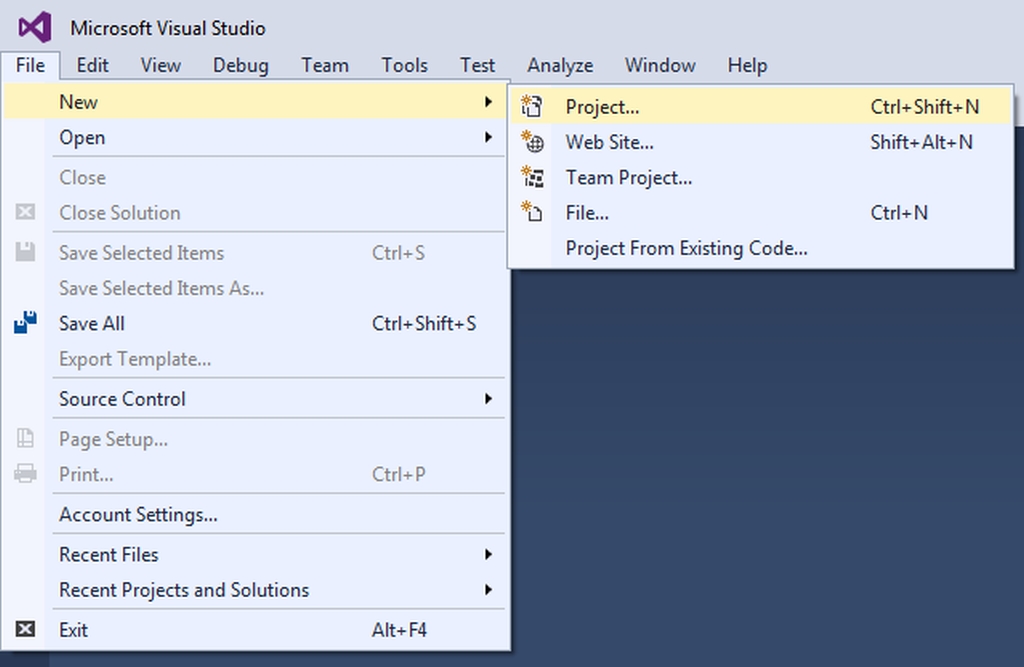 Microsoft Visual Studio
File Edit View Debug Team Tools Test Analyze Window Help
New
Open
Close
Close Solution
Save Selected Items Ctrl+S
Save Selected Items As...
Save All Ctrl+Shift+S
Export Template...
Source Control
Page Setup...
Print... Ctrl+P
Account Settings...
Recent Files
Recent Projects and Solutions
Exit Alt+F4
Project... Ctrl+Shift+N
Web Site... Shift+Alt+N
Team Project...
File... Ctrl+N
Project From Existing Code...